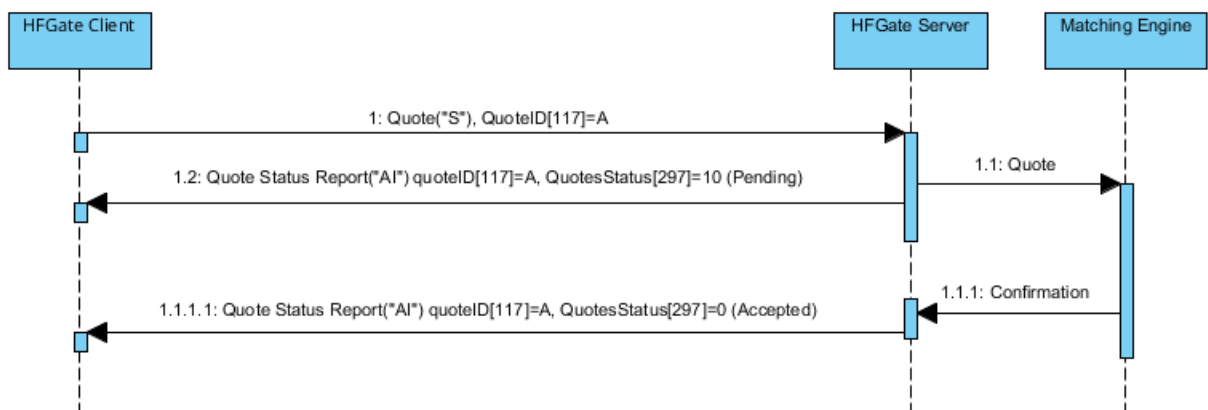 HFGate Client
HFGate Server
Matching Engine
1: Quote("S"), QuoteID[117]=A
1.1: Quote
1.2: Quote Status Report("AI") quoteID[117]=A, QuotesStatus[297]=10 (Pending)
1.1.1: Confirmation
1.1.1.1: Quote Status Report("AI") quoteID[117]=A, QuotesStatus[297]=0 (Accepted)